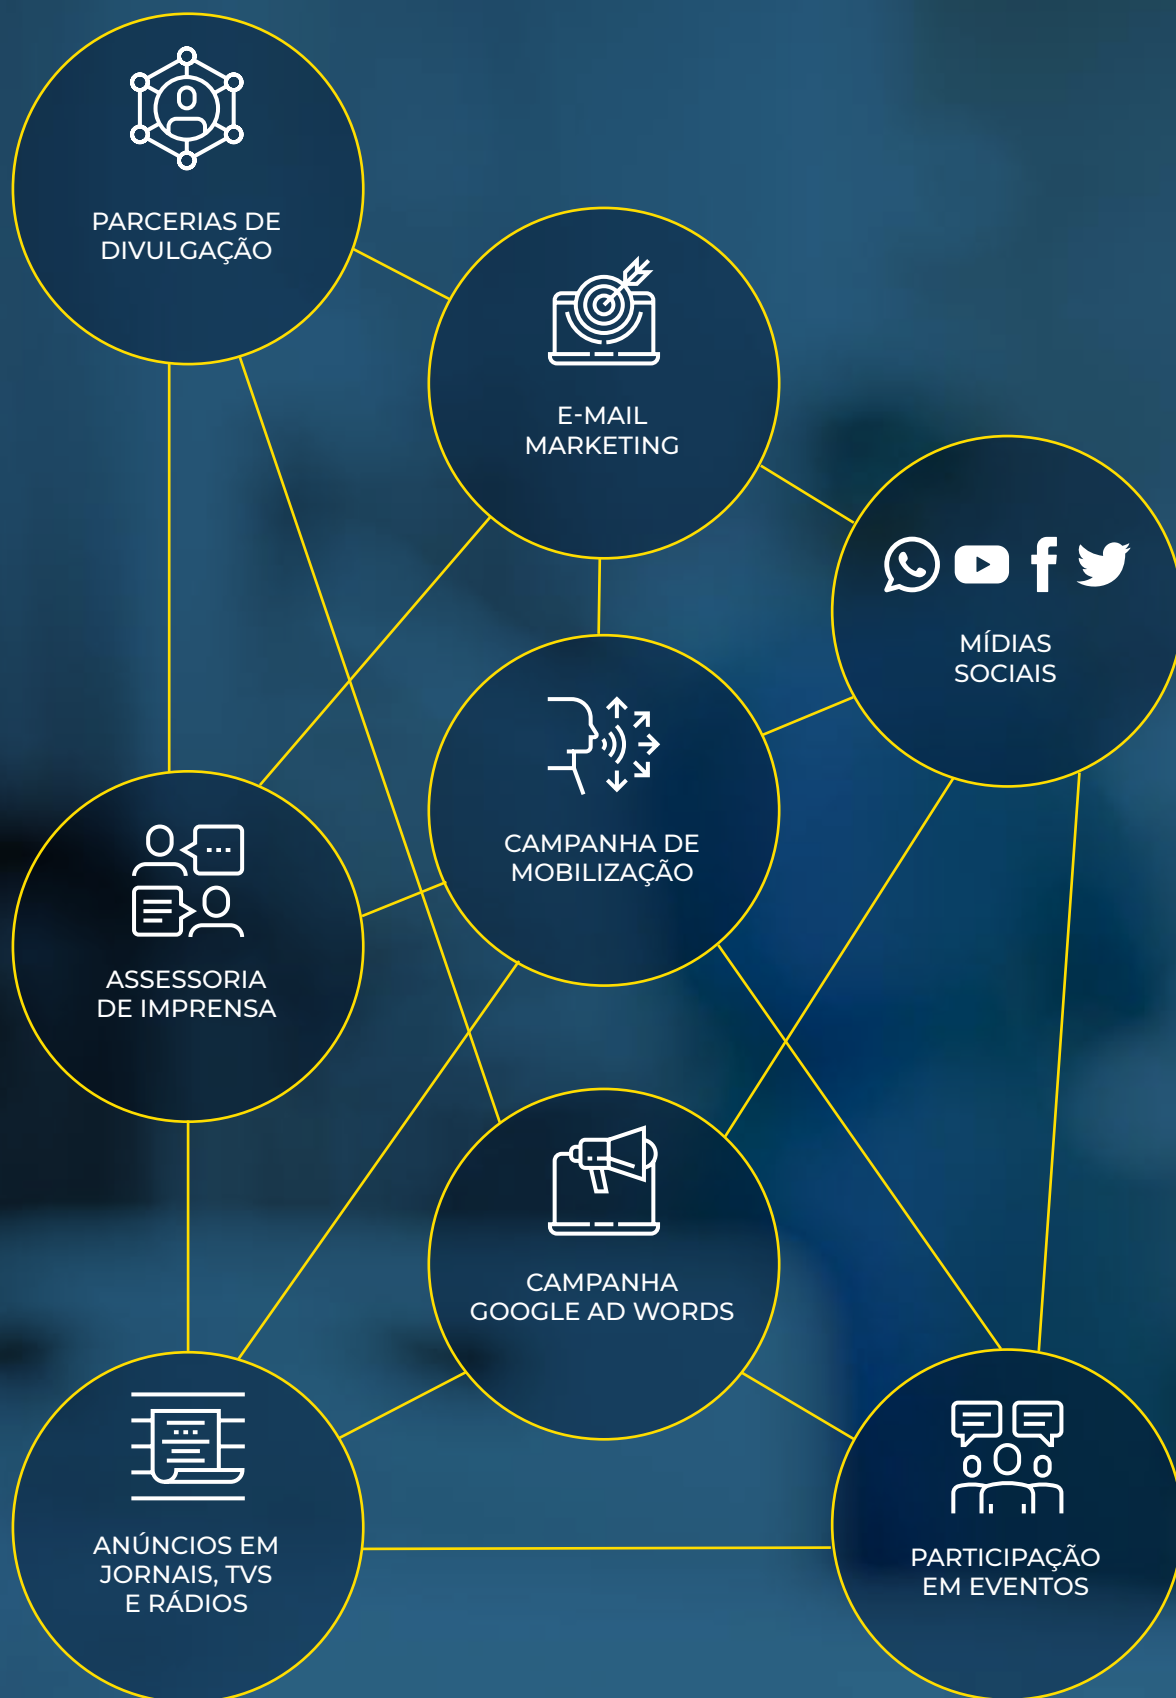 PARCERIAS DE
DIVULGAÇÃO
E-MAIL
MARKETING
MÍDIAS
SOCIAIS
CAMPANHA DE
MOBILIZAÇÃO
ASSESSORIA
DE IMPRENSA
CAMPANHA
GOOGLE AD WORDS
ANÚNCIOS EM
JORNAIS, TVS
E RÁDIOS
PARTICIPAÇÃO
EM EVENTOS